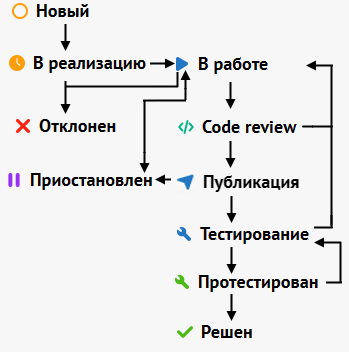 Новый
В реализацию
В работе
Отклонен
Code review
Приостановлен
Публикация
Тестирование
Протестирован
Решен